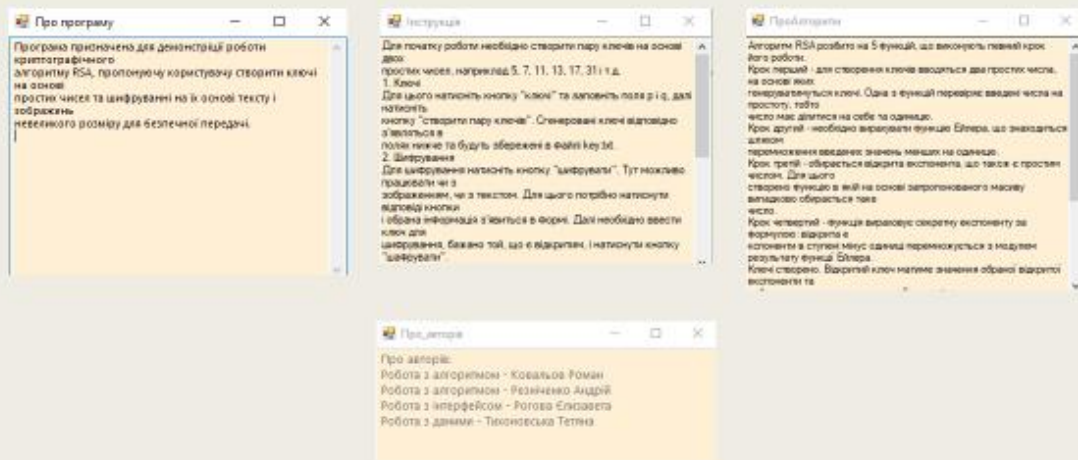 Про програму
Програма призначена для демонстрації роботи
криптографічного
алгоритму RSA, пропонуючу користувачу створити ключі
на основі
простих чисел та шифруванні на їх основі тексту і
зображень
невеликого розміру для безпечної передачі.
Інструкція
Для початку роботи необхідно створити пару ключів на основі
двох
простих чисел, наприклад 5, 7, 11, 13, 17, 31 і т.д.
1. Ключі
Для цього натисніть кнопку "ключі" та заповніть поля p і q, далі
натисніть
кнопку "створити пару ключів". Сгенеровані ключі відповідно
з'являться в
полях нижче та будуть збережені в файлі key.txt.
2. Шифрування
Для шифрування натисніть кнопку "шифрувати". Тут можливо
працювати чи з
зображенням, чи з текстом. Для цього потрібно натиснути
відповіді кнопки
і обрана інформація з'явиться в формі. Далі необхідно ввести
ключ для
шифрування, бажано той, що є відкритим, і натиснути кнопку
"шифрувати".
ПроАлгоритм
Алгоритм RSA розбито на 5 функцій, що виконують певний крок
його роботи.
Крок перший - для створення ключів вводяться два простих числа,
на основі яких
генеруватимуться ключі. Одна з функцій перевіряє введені числа на
простоту, тобто
число має ділитися на себе та одиницю.
Крок другий - необхідно вирахувати функцію Ейлера, що знаходиться
шляхом
перемноження введених значень менших на одиницю.
Крок третій - обирається відкрита експонента, що також є простим
числом. Для цього
створено функцію в якій на основі запропонованого масиву
випадково обирається таке
число.
Крок четвертий - функція вираховує секретну експоненту за
формулою: відкрита е
кспоненти в ступені мінус одиниці перемножується з модулем
результату функції Ейлера.
Ключі створено. Відкритий ключ матиме значення обраної відкритої
експоненти та
Про_авторів
Про авторів:
Робота з алгоритмом - Ковальов Роман
Робота з алгоритмом - Резніченко Андрій
Робота з інтерфейсом - Рогова Єлизавета
Робота з даними - Тихоновська Тетяна